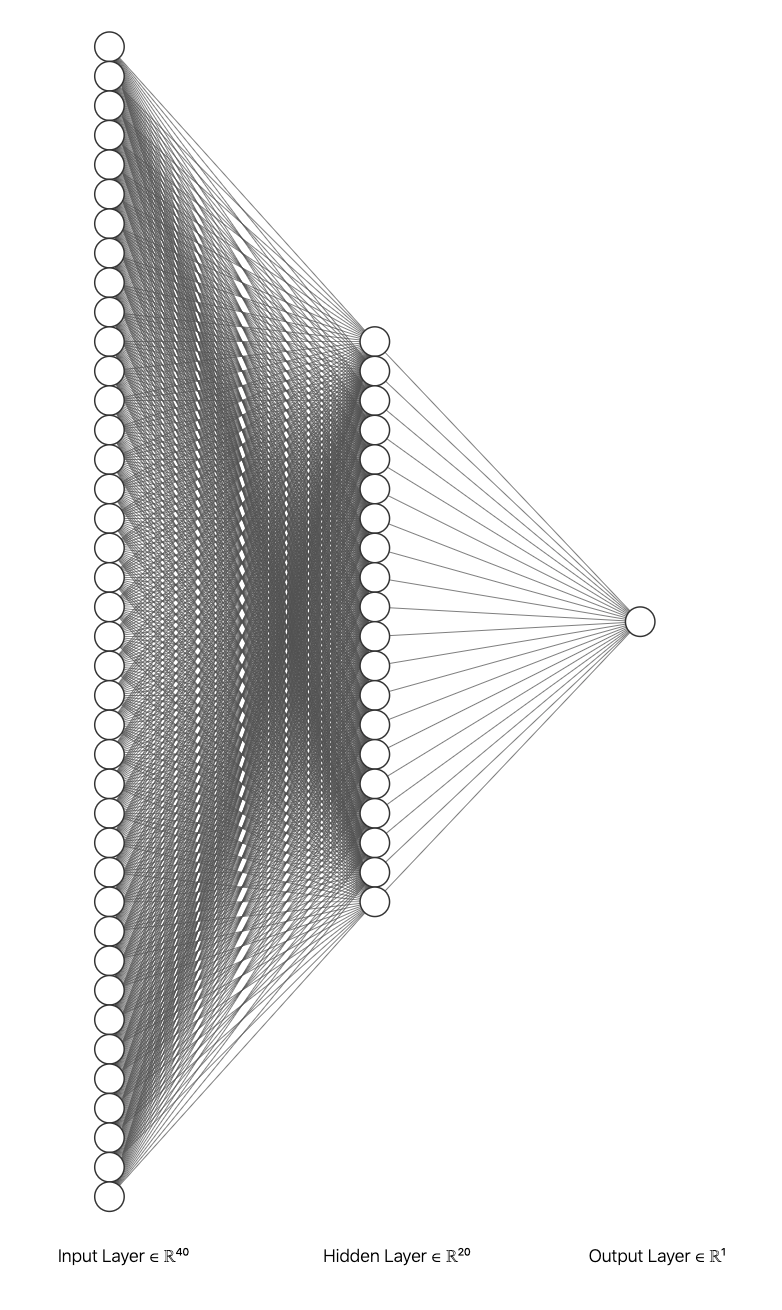 Input Layer ∈ ℝ⁴⁰ Hidden Layer ∈ ℝ²⁰ Output Layer ∈ ℝ¹